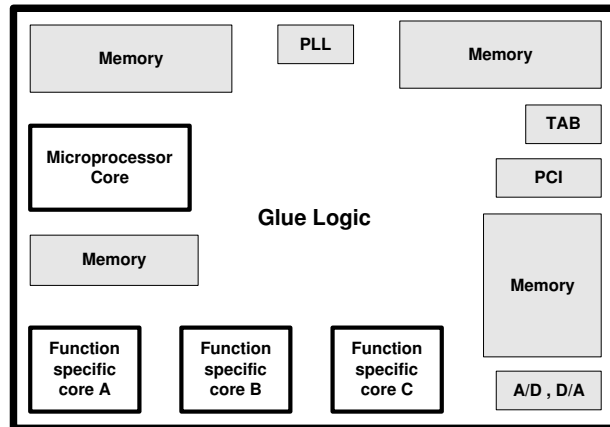 Memory
PLL
Memory
TAB
Microprocessor
Core
PCI
Glue Logic
Memory
Memory
Function
specific
core A
Function
specific
core B
Function
specific
core C
A/D , D/A